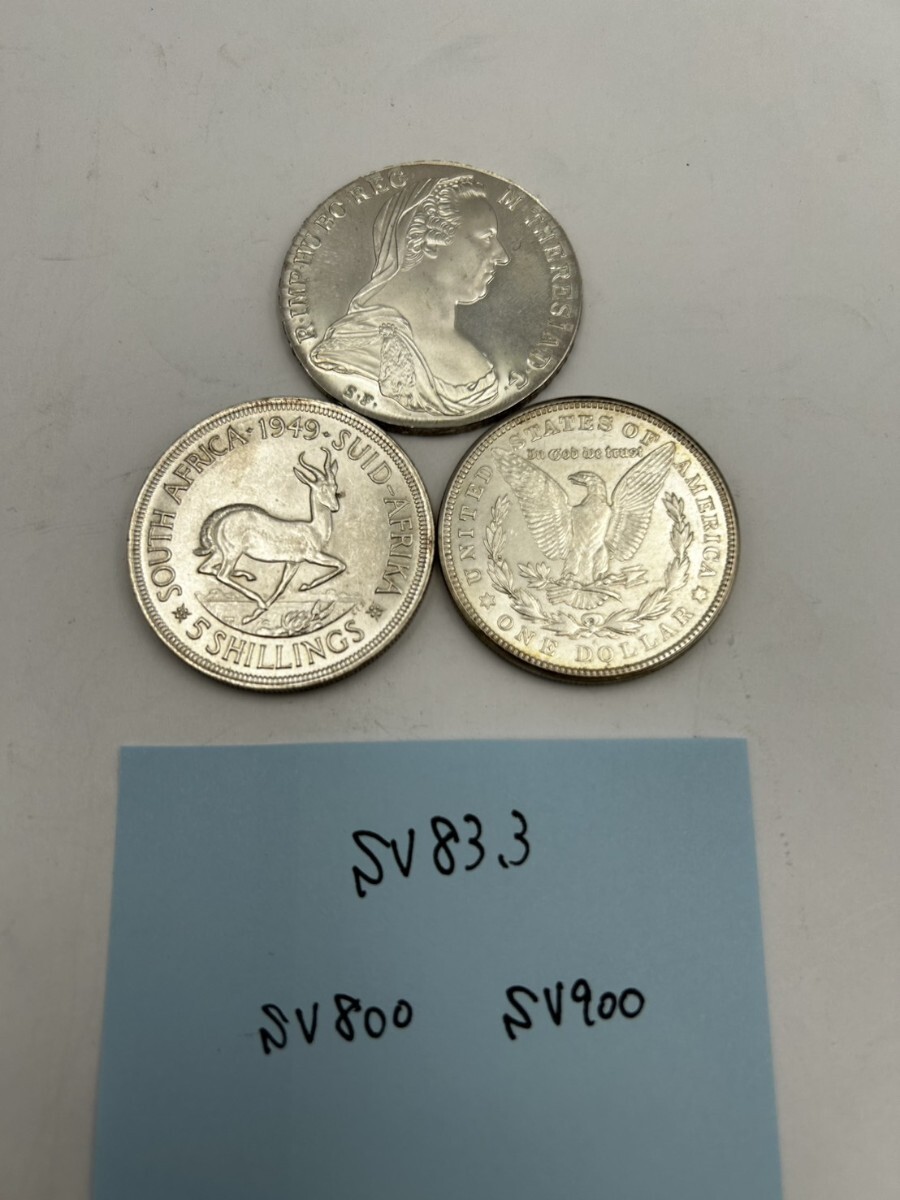 R·IMP·HU·BO·REG·
M·THERESIA·D·G·
S·F·
SOUTH AFRICA·1949·SUID-AFRIKA
5 SHILLINGS
UNITED STATES OF AMERICA
In God we trust
ONE DOLLAR
SV83.3
SV800 SV900